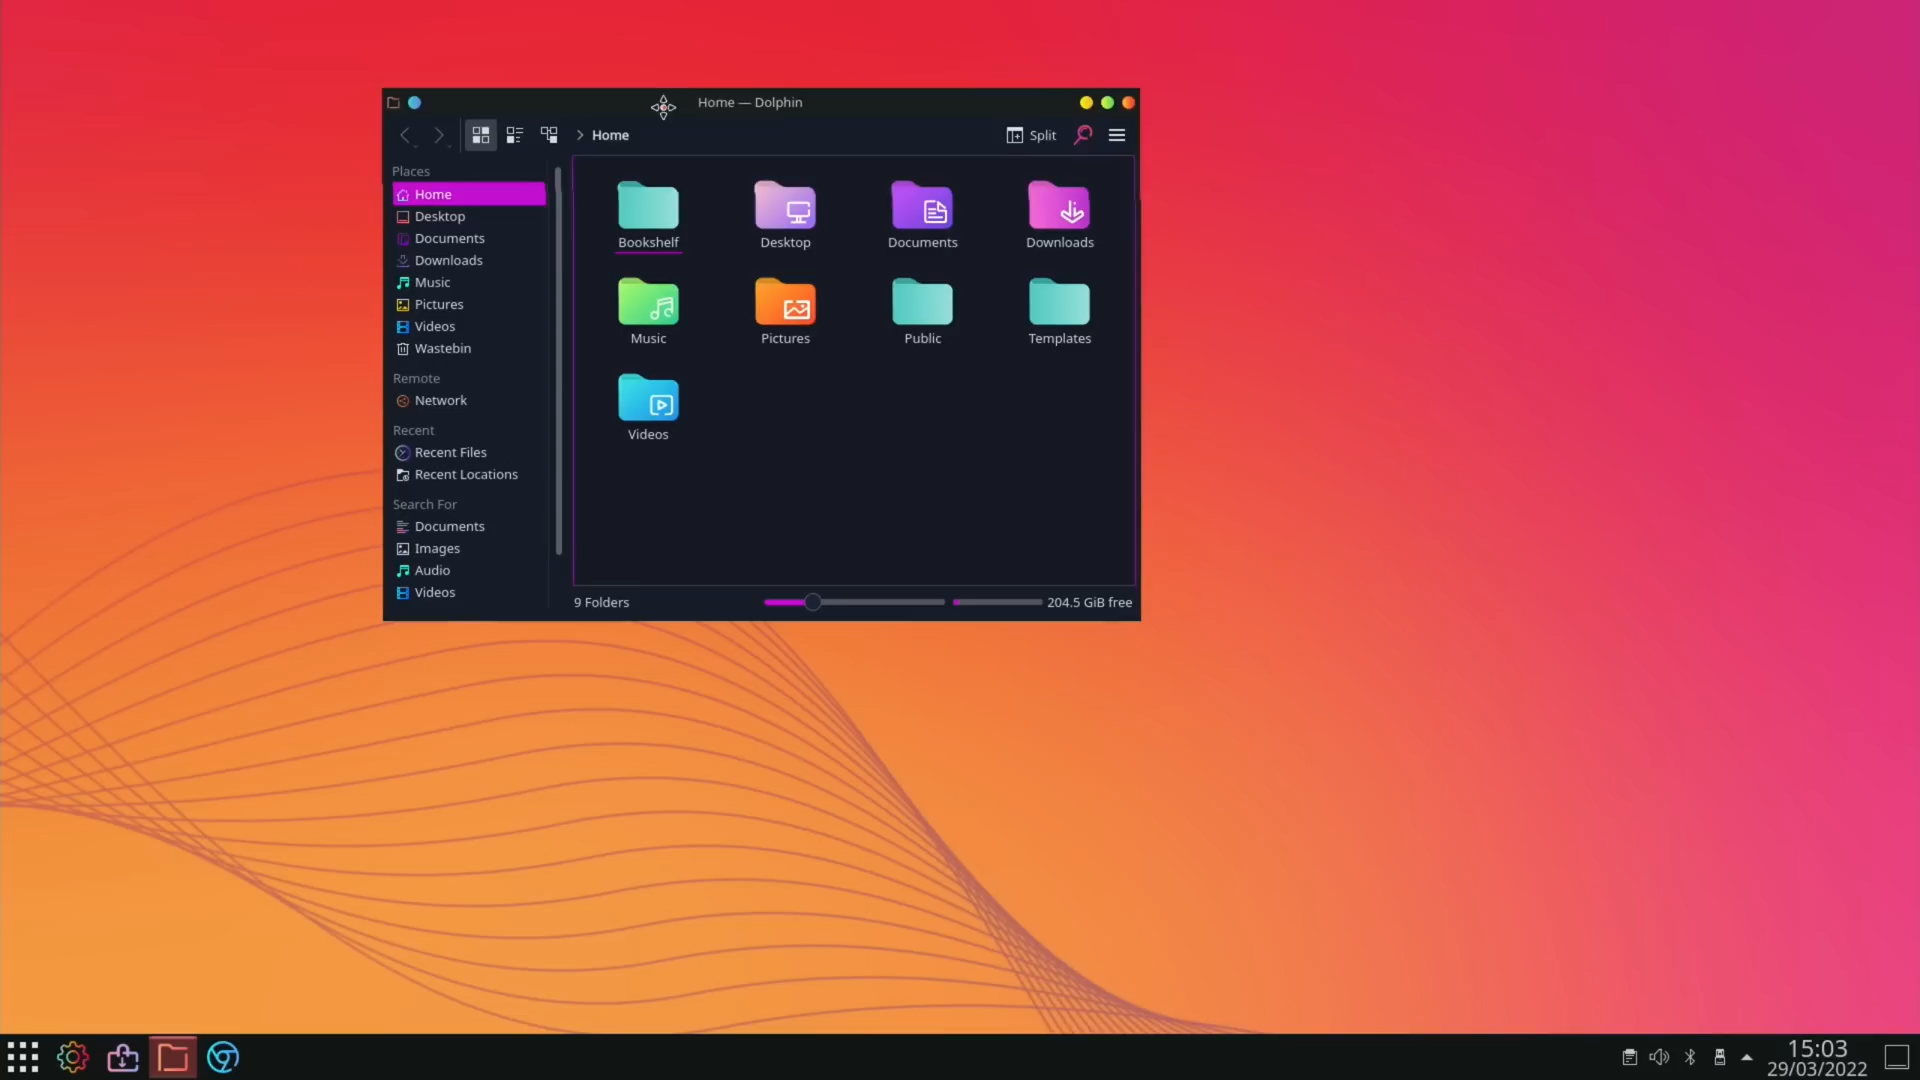 Home — Dolphin
Home
Split
Places
Home
Desktop
Documents
Downloads
Music
Pictures
Videos
Wastebin
Remote
Network
Recent
Recent Files
Recent Locations
Search For
Documents
Images
Audio
Videos
Bookshelf
Desktop
Documents
Downloads
Music
Pictures
Public
Templates
Videos
9 Folders
204.5 GiB free
15:03
29/03/2022